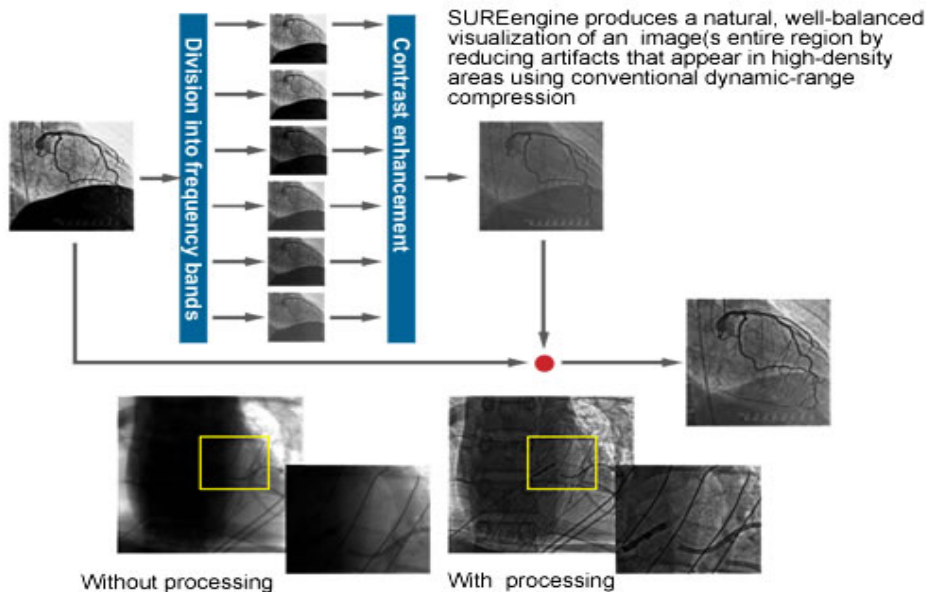 SUREengine produces a natural, well-balanced
visualization of an  image(s entire region by
reducing artifacts that appear in high-density
areas using conventional dynamic-range
compression
Division into frequency bands
Contrast enhancement
Without processing
With  processing